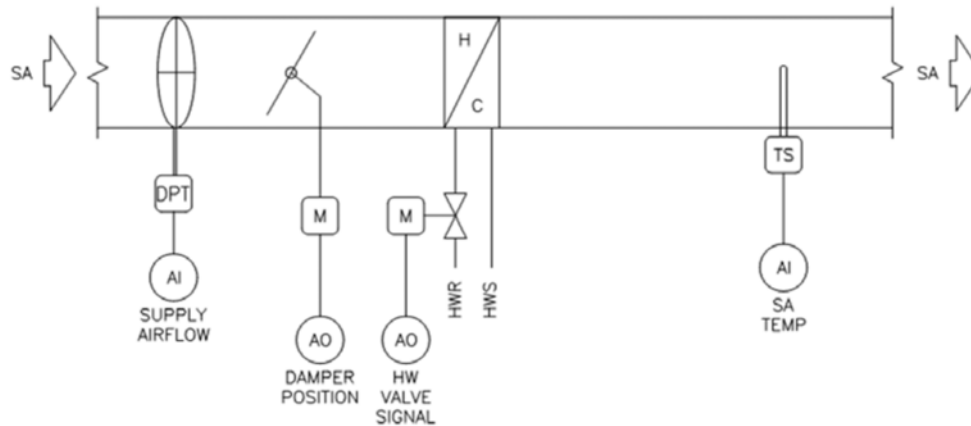 SA
H
C
SA
DPT
M
M
TS
AI
SUPPLY
AIRFLOW
HWR
HWS
AI
SA
TEMP
AO
DAMPER
POSITION
AO
HW
VALVE
SIGNAL